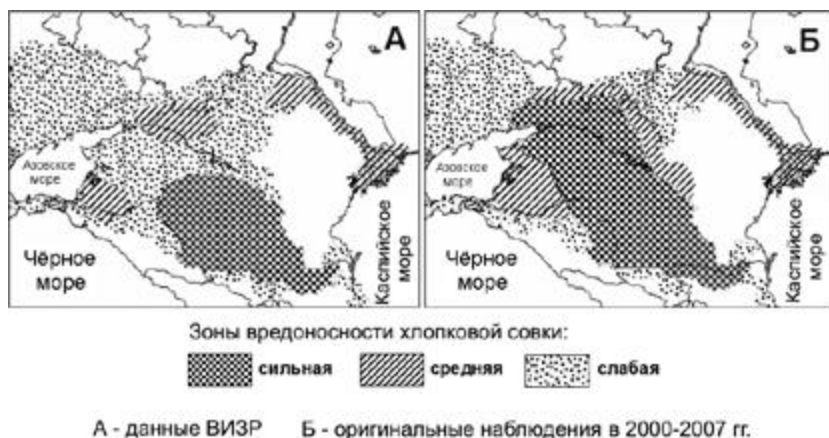 А
Азовское
море
Чёрное
море
Каспийское
море
Б
Азовское
море
Чёрное
море
Каспийское
море
Зоны вредоносности хлопковой совки:
сильная средняя слабая
А - данные ВИЗР Б - оригинальные наблюдения в 2000-2007 гг.